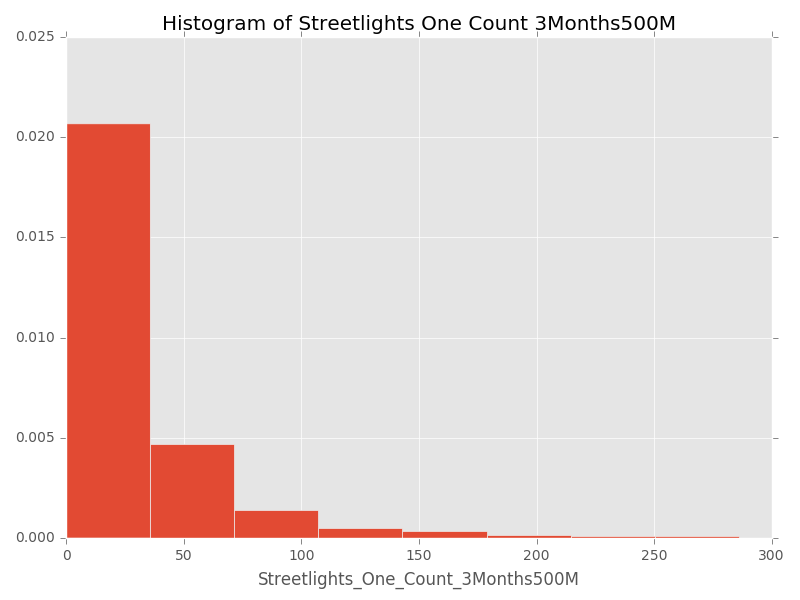 Histogram of Streetlights One Count 3Months500M
0.025
0.020
0.015
0.010
0.005
0.000
0 50 100 150 200 250 300
Streetlights_One_Count_3Months500M